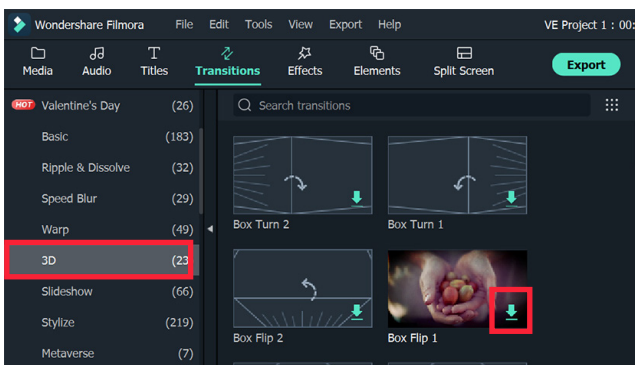 Wondershare Filmora File Edit Tools View Export Help VE Project 1 : 00:
Media Audio Titles Transitions Effects Elements Split Screen Export
HOT Valentine's Day (26)
Search transitions
Basic (183)
Ripple & Dissolve (32)
Speed Blur (29)
Warp (49)
3D (23
Slideshow (66)
Stylize (219)
Metaverse (7)
Box Turn 2 Box Turn 1
Box Flip 2 Box Flip 1